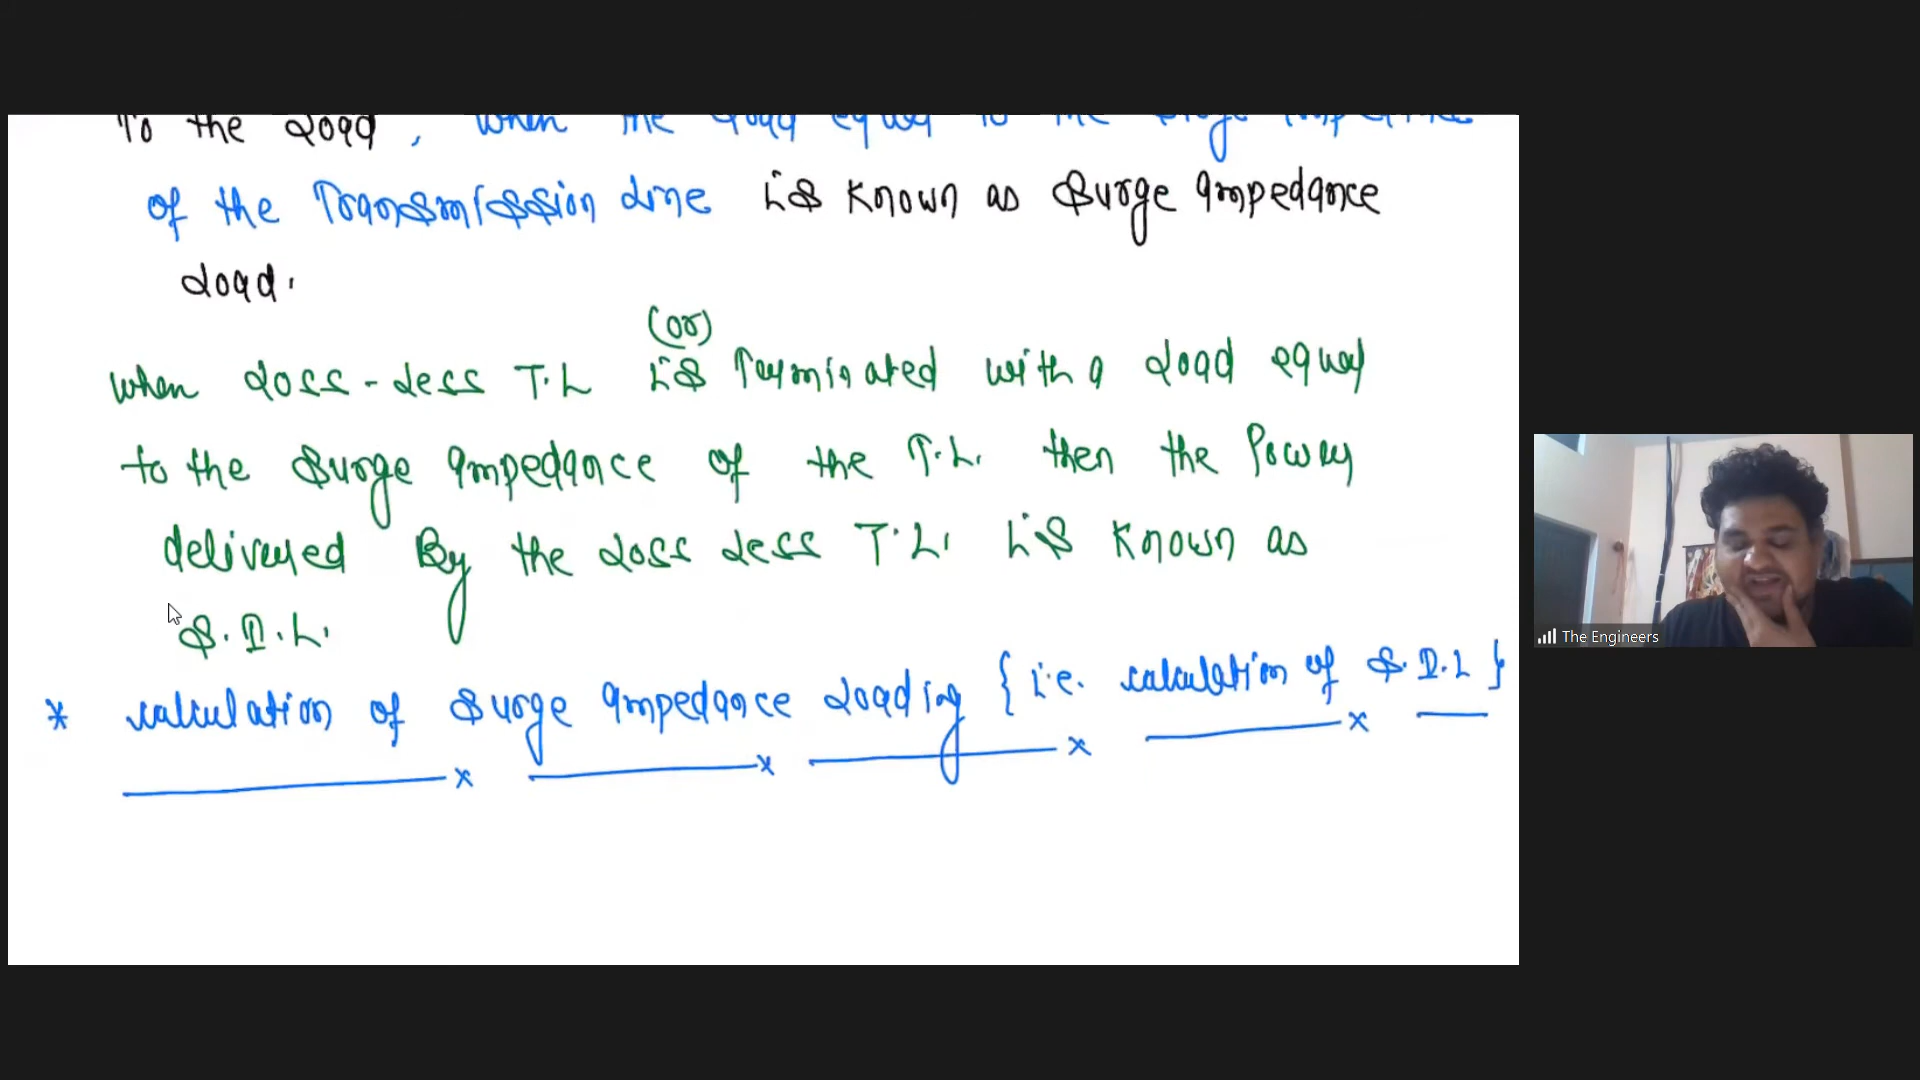 To the Load, when the Load equal to the Surge Impedance
of the Transmission Line is Known as Surge Impedance
Load.
(or)
when Loss-Less T.L is Terminated with a Load equal
to the Surge Impedance of the T.L. then the Power
delivered By the Loss Less T.L. is Known as
S.I.L.
* calculation of Surge Impedance Loading { i.e. calculation of S.I.L }
The Engineers